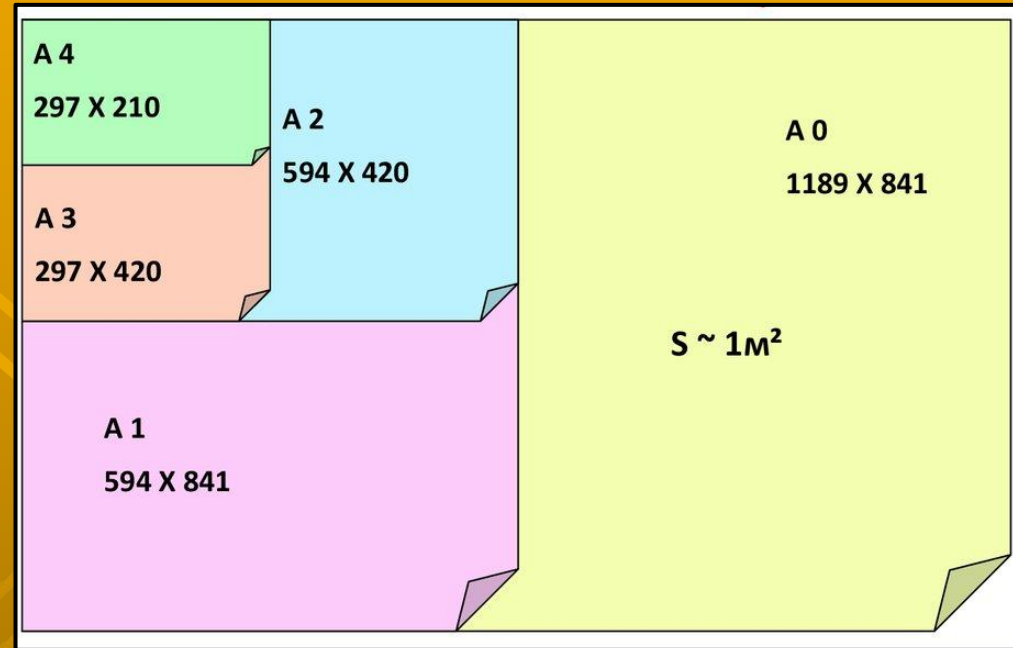 А 4
297 Х 210
А 3
297 Х 420
А 2
594 Х 420
А 1
594 Х 841
А 0
1189 Х 841
S ~ 1м²